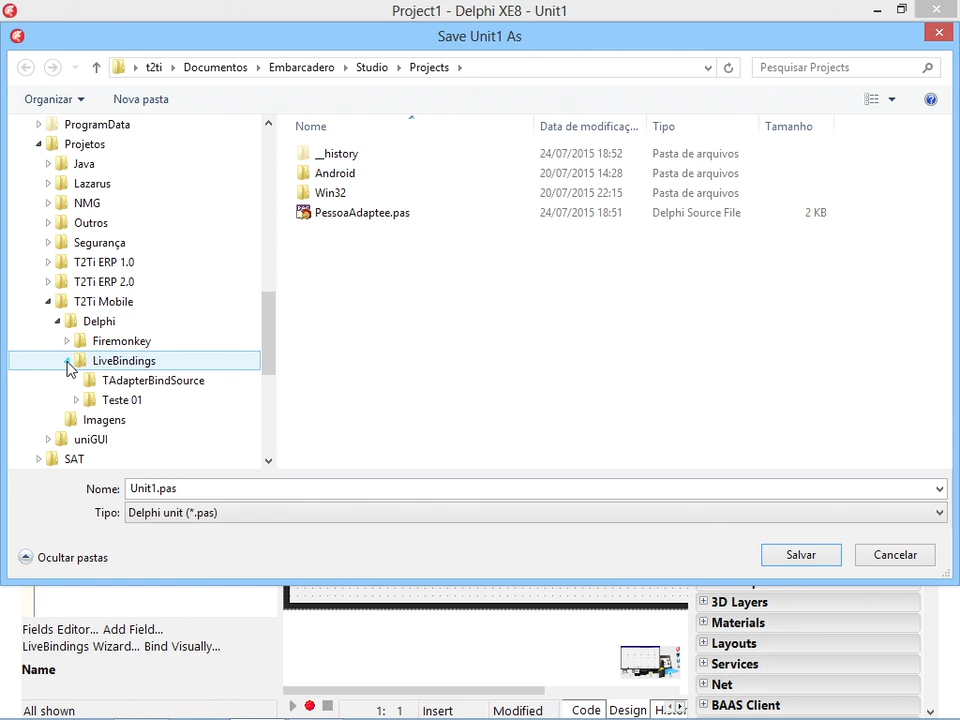 Project1 - Delphi XE8 - Unit1
Save Unit1 As
t2ti Documentos Embarcadero Studio Projects
Pesquisar Projects
Organizar Nova pasta
Nome Data de modificaç... Tipo Tamanho
ProgramData
Projetos
Java
Lazarus
NMG
Outros
Segurança
T2Ti ERP 1.0
T2Ti ERP 2.0
T2Ti Mobile
Delphi
Firemonkey
LiveBindings
TAdapterBindSource
Teste 01
Imagens
uniGUI
SAT
__history 24/07/2015 18:52 Pasta de arquivos
Android 20/07/2015 14:28 Pasta de arquivos
Win32 20/07/2015 22:15 Pasta de arquivos
PessoaAdaptee.pas 24/07/2015 18:51 Delphi Source File 2 KB
Nome: Unit1.pas
Tipo: Delphi unit (*.pas)
Ocultar pastas
Salvar Cancelar
Fields Editor... Add Field...
LiveBindings Wizard... Bind Visually...
Name
All shown
1: 1 Insert Modified Code Design
3D Layers
Materials
Layouts
Services
Net
BAAS Client